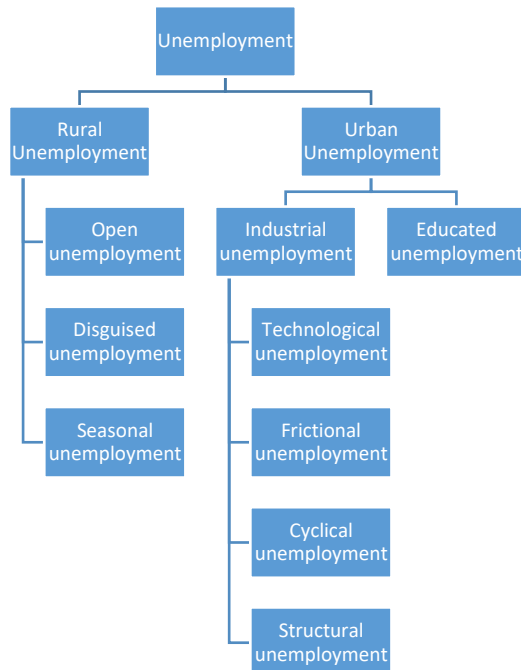 Unemployment
Rural
Unemployment
Urban
Unemployment
Open
unemployment
Disguised
unemployment
Seasonal
unemployment
Industrial
unemployment
Educated
unemployment
Technological
unemployment
Frictional
unemployment
Cyclical
unemployment
Structural
unemployment